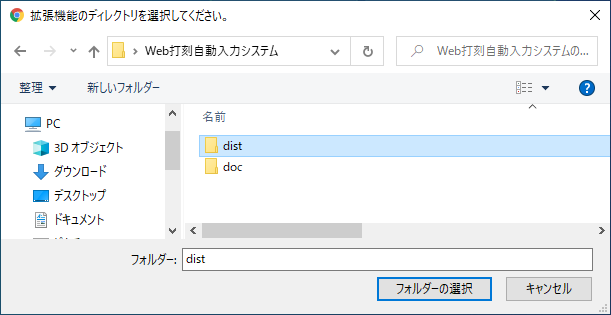 拡張機能のディレクトリを選択してください。
Web打刻自動入力システム
Web打刻自動入力システムの...
整理
新しいフォルダー
名前
PC
3D オブジェクト
ダウンロード
デスクトップ
ドキュメント
dist
doc
フォルダー: dist
フォルダーの選択
キャンセル